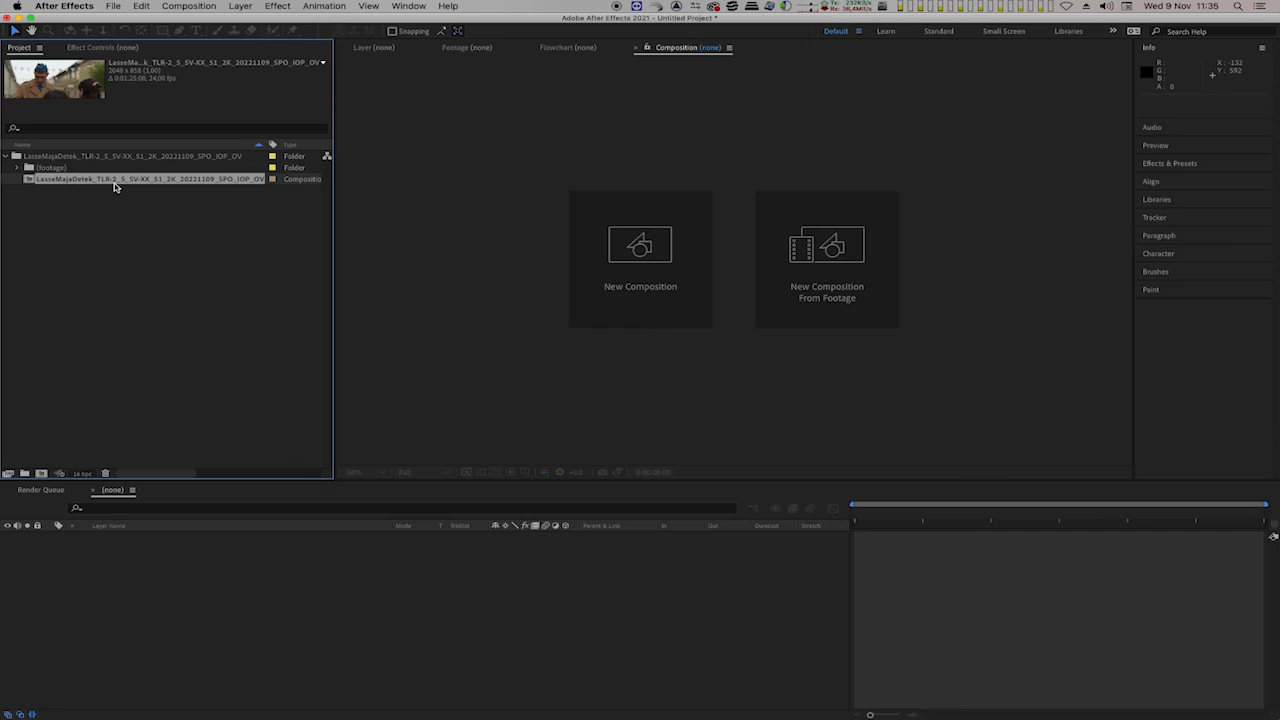 After Effects File Edit Composition Layer Effect Animation View Window Help Wed 9 Nov 11:35
Adobe After Effects 2021 - Untitled Project *
Snapping Default Learn Standard Small Screen Libraries Search Help
Project Effect Controls (none) Layer (none) Footage (none) Flowchart (none) Composition (none) Info
LasseMa...k_TLR-2_S_SV-XX_51_2K_20221109_SPO_IOP_OV
2048 x 858 (1,00)
Δ 0:01:25:00, 24,00 fps
R : X : -132
G : Y : 592
B :
A : 0
Name Type
LasseMajaDetek_TLR-2_S_SV-XX_51_2K_20221109_SPO_IOP_OV Folder
(footage) Folder
LasseMajaDetek_TLR-2_S_SV-XX_51_2K_20221109_SPO_IOP_OV Compositio
Audio
Preview
Effects & Presets
Align
Libraries
Tracker
Paragraph
Character
Brushes
Paint
New Composition
New Composition
From Footage
16 bpc Full +0,0 0:00:00:00
Render Queue (none)
# Layer Name Mode T TrkMat Parent & Link In Out Duration Stretch